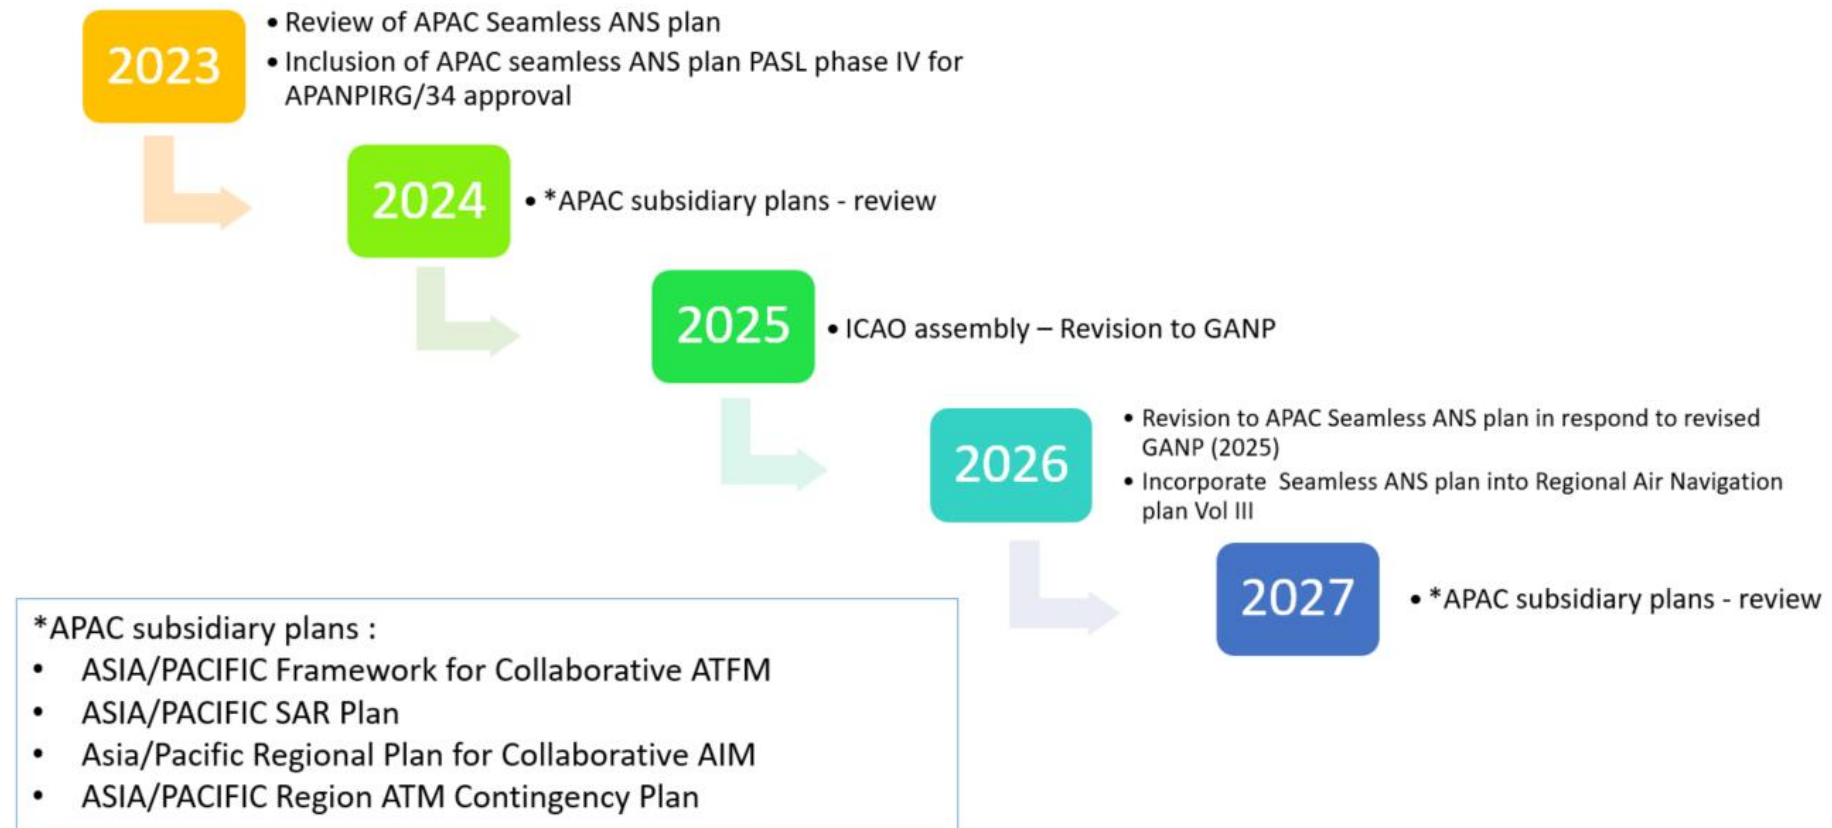 2023
• Review of APAC Seamless ANS plan
• Inclusion of APAC seamless ANS plan PASL phase IV for
APANPIRG/34 approval
2024
• *APAC subsidiary plans - review
2025
• ICAO assembly – Revision to GANP
2026
• Revision to APAC Seamless ANS plan in respond to revised
GANP (2025)
• Incorporate Seamless ANS plan into Regional Air Navigation
plan Vol III
2027
• *APAC subsidiary plans - review
*APAC subsidiary plans :
• ASIA/PACIFIC Framework for Collaborative ATFM
• ASIA/PACIFIC SAR Plan
• Asia/Pacific Regional Plan for Collaborative AIM
• ASIA/PACIFIC Region ATM Contingency Plan